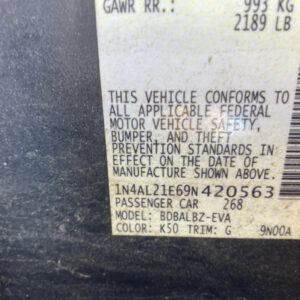 GAWR RR.: 993 KG
2189 LB
THIS VEHICLE CONFORMS TO
ALL APPLICABLE FEDERAL
MOTOR VEHICLE SAFETY,
BUMPER, AND THEFT
PREVENTION STANDARDS IN
EFFECT ON THE DATE OF
MANUFACTURE SHOWN ABOVE.
1N4AL21E69N420563
PASSENGER CAR 268
MODEL: BDBALBZ-EVA
COLOR: K50 TRIM: G 9N00A